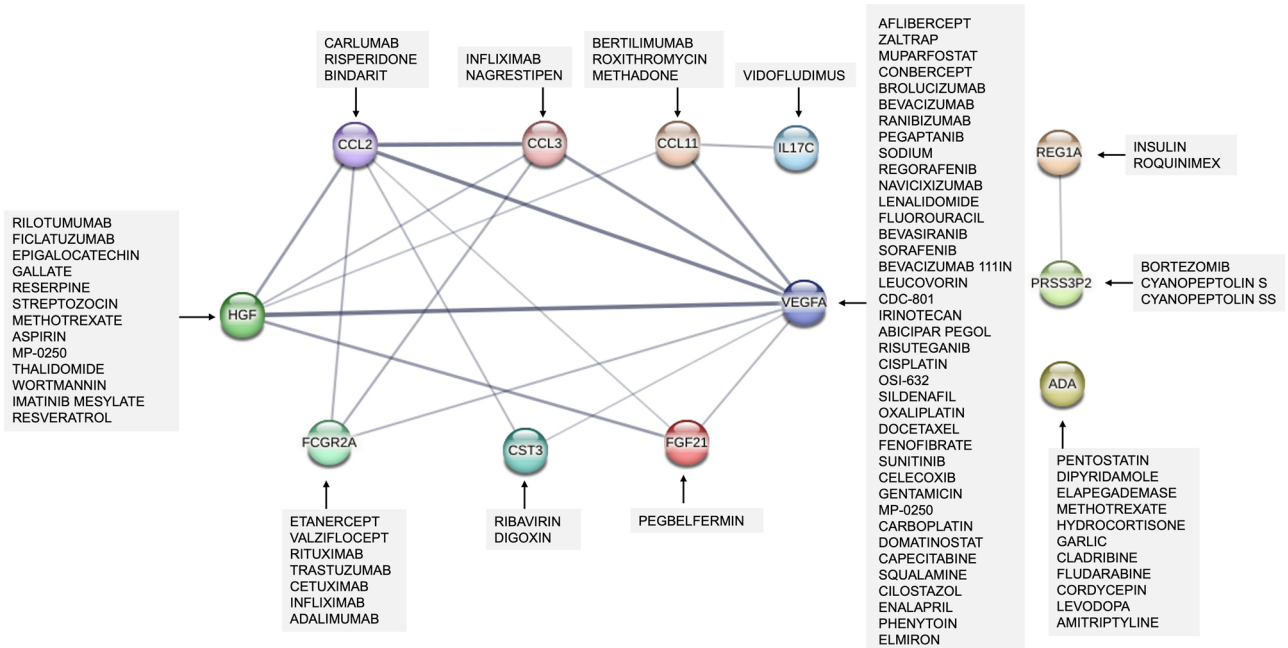 CARLUMAB
RISPERIDONE
BINDARIT
INFLIXIMAB
NAGRESTIPEN
BERTILIMUMAB
ROXITHROMYCIN
METHADONE
VIDOFLUDIMUS
CCL2
CCL3
CCL11
IL17C
RILOTUMUMAB
FICLATUZUMAB
EPIGALOCATECHIN
GALLATE
RESERPINE
STREPTOZOCIN
METHOTREXATE
ASPIRIN
MP-0250
THALIDOMIDE
WORTMANNIN
IMATINIB MESYLATE
RESVERATROL
HGF
VEGFA
FCGR2A
CST3
FGF21
ETANERCEPT
VALZIFLOCEPT
RITUXIMAB
TRASTUZUMAB
CETUXIMAB
INFLIXIMAB
ADALIMUMAB
RIBAVIRIN
DIGOXIN
PEGBELFERMIN
AFLIBERCEPT
ZALTRAP
MUPARFOSTAT
CONBERCEPT
BROLUCIZUMAB
BEVACIZUMAB
RANIBIZUMAB
PEGAPTANIB
SODIUM
REGORAFENIB
NAVICIXIZUMAB
LENALIDOMIDE
FLUOROURACIL
BEVASIRANIB
SORAFENIB
BEVACIZUMAB 111IN
LEUCOVORIN
CDC-801
IRINOTECAN
ABICIPAR PEGOL
RISUTEGANIB
CISPLATIN
OSI-632
SILDENAFIL
OXALIPLATIN
DOCETAXEL
FENOFIBRATE
SUNITINIB
CELECOXIB
GENTAMICIN
MP-0250
CARBOPLATIN
DOMATINOSTAT
CAPECITABINE
SQUALAMINE
CILOSTAZOL
ENALAPRIL
PHENYTOIN
ELMIRON
REG1A
INSULIN
ROQUINIMEX
PRSS3P2
BORTEZOMIB
CYANOPEPTOLIN S
CYANOPEPTOLIN SS
ADA
PENTOSTATIN
DIPYRIDAMOLE
ELAPEGADEMASE
METHOTREXATE
HYDROCORTISONE
GARLIC
CLADRIBINE
FLUDARABINE
CORDYCEPIN
LEVODOPA
AMITRIPTYLINE